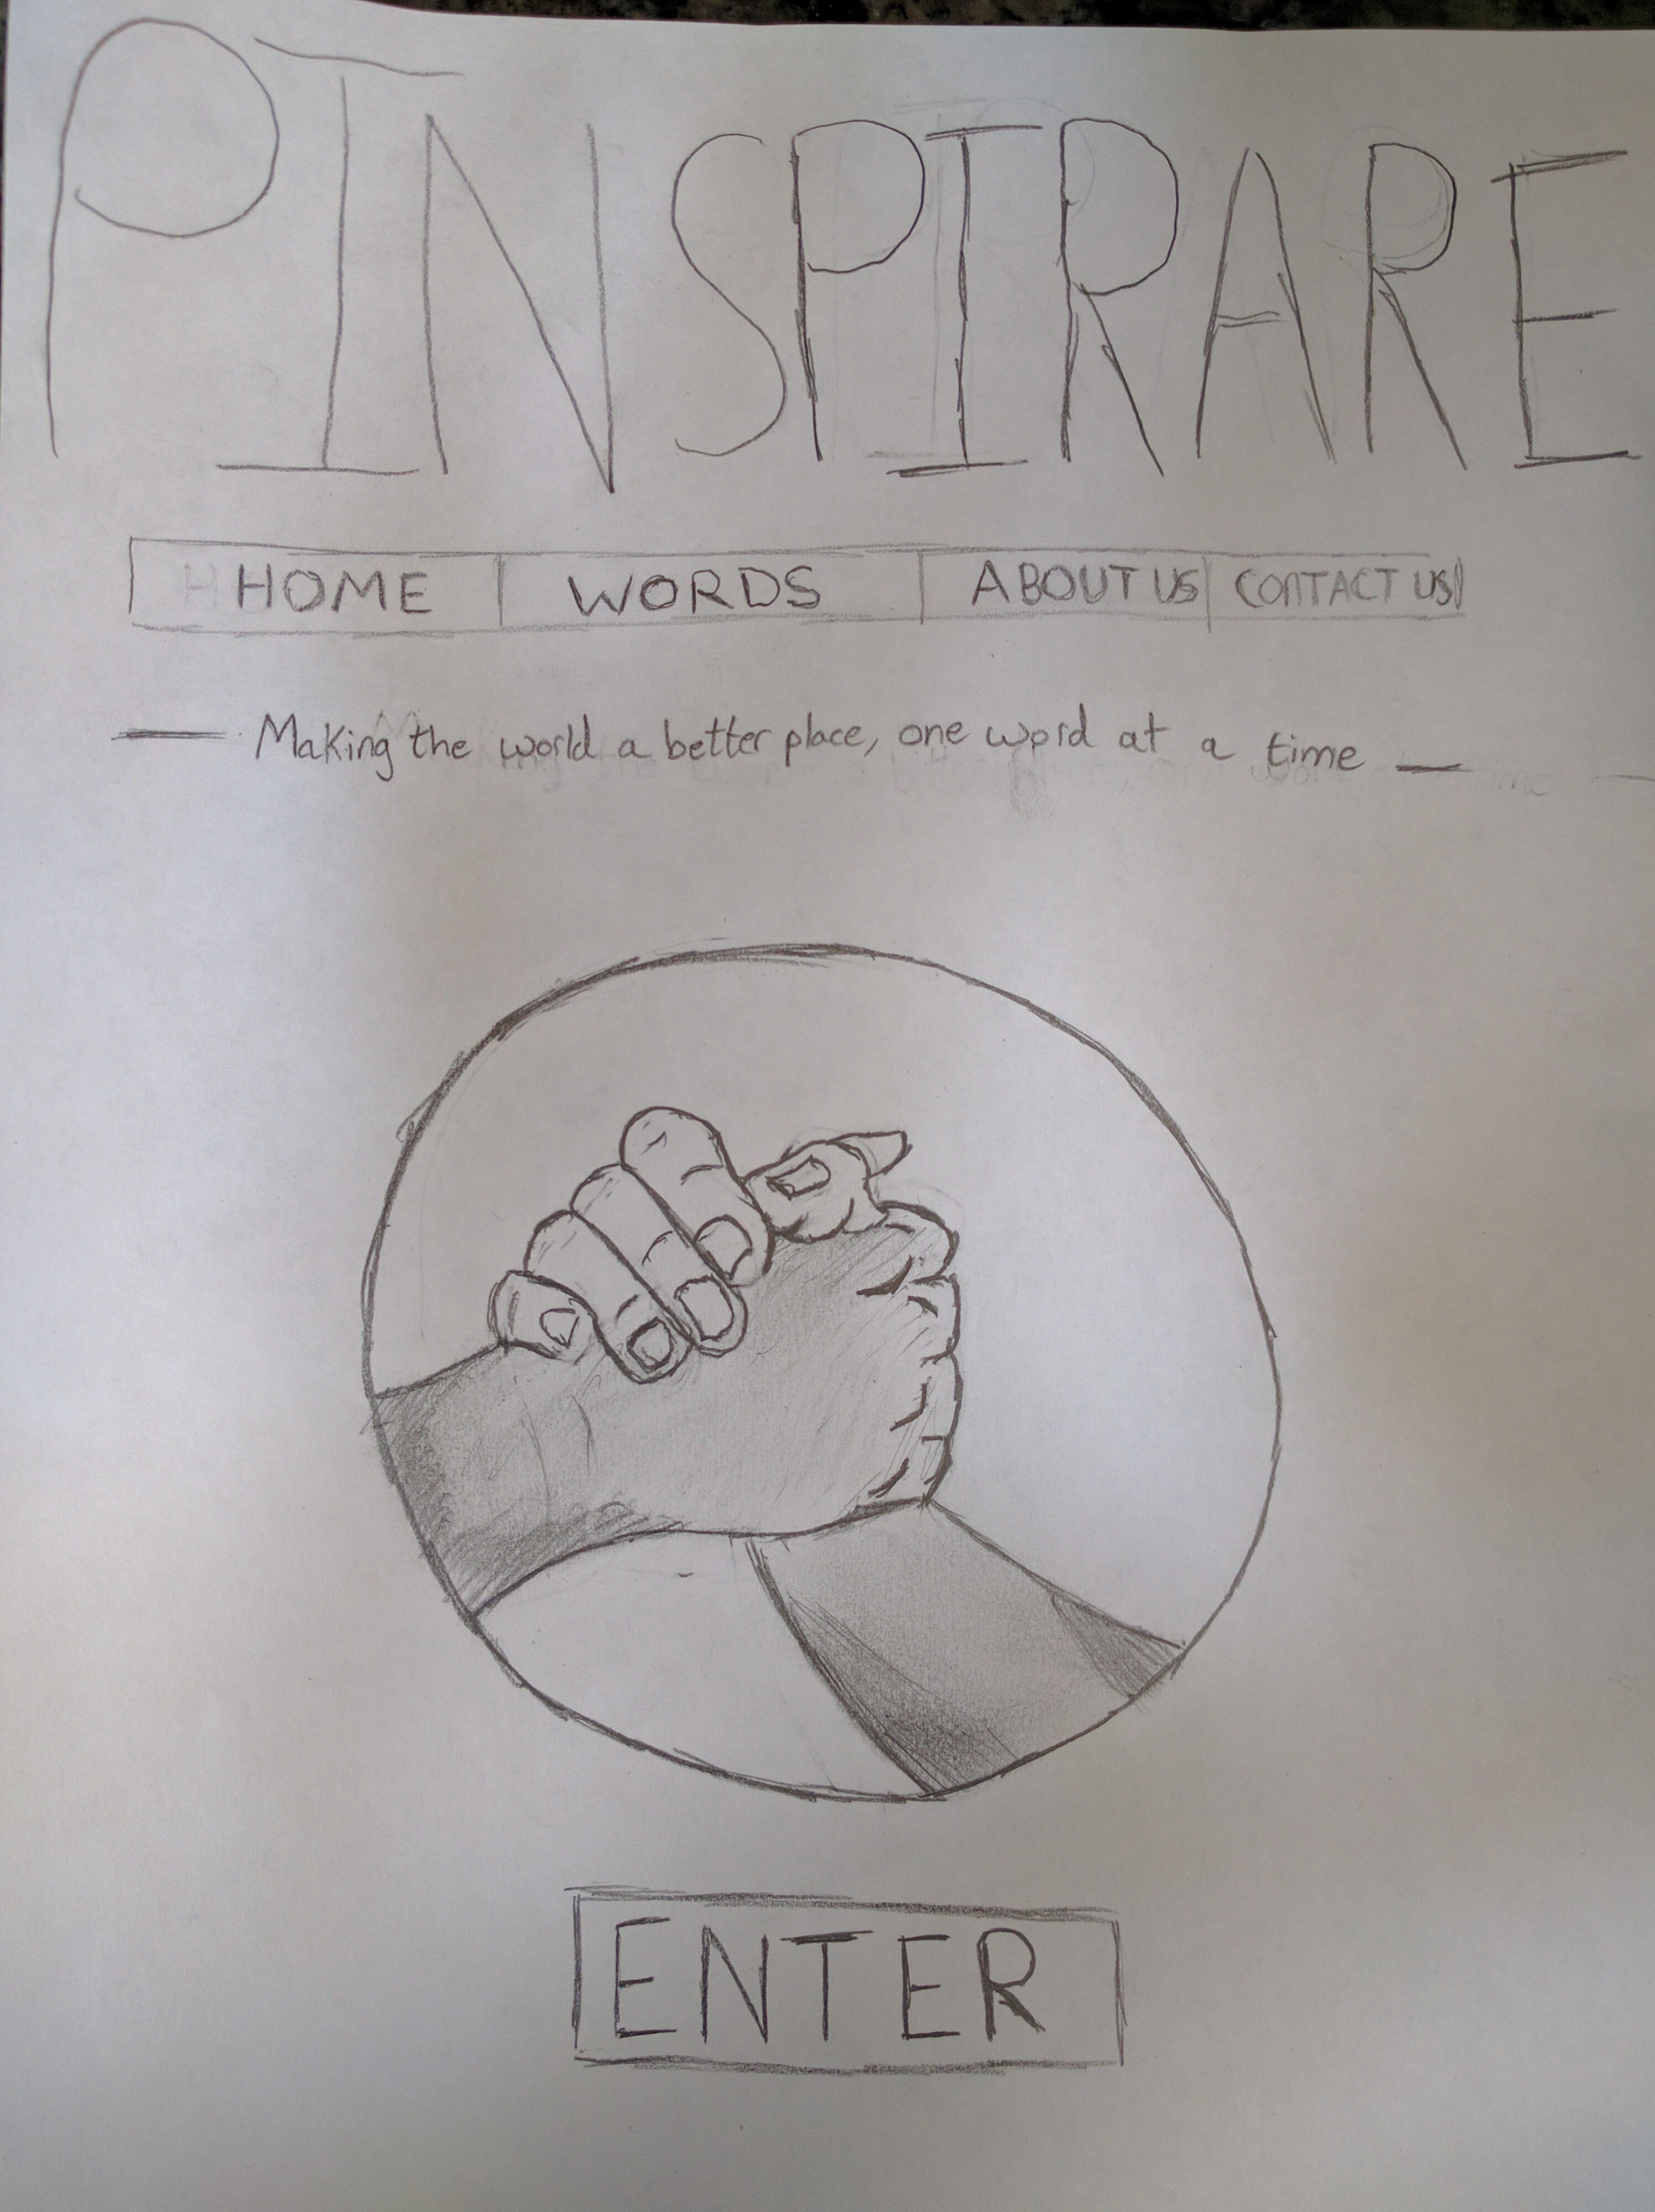 PINSPIRARE
HOME WORDS ABOUT US CONTACT US
— Making the world a better place, one word at a time —
ENTER